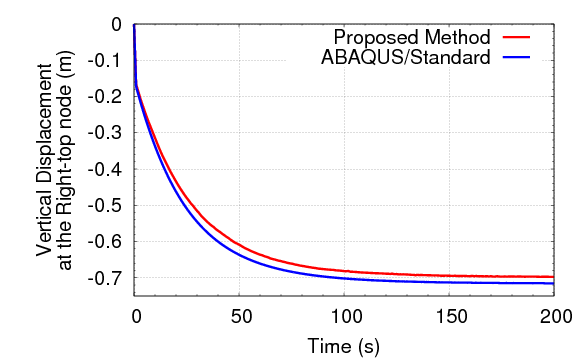 0
-0.1
-0.2
-0.3
-0.4
-0.5
-0.6
-0.7
Vertical Displacement
at the Right-top node (m)
Proposed Method
ABAQUS/Standard
0 50 100 150 200
Time (s)